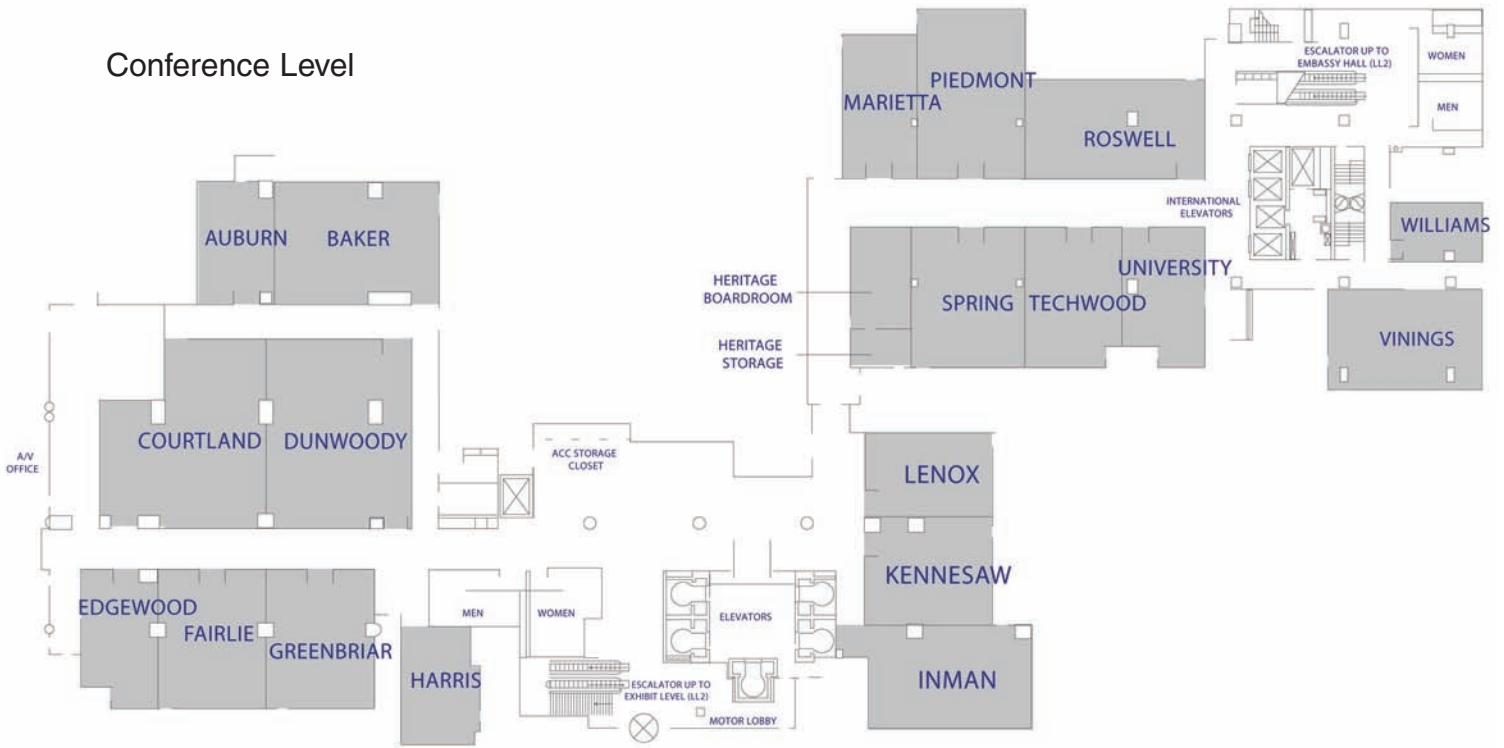 Conference Level
ESCALATOR UP TO
EMBASSY HALL (LL2)
WOMEN
MEN
PIEDMONT
MARIETTA
ROSWELL
INTERNATIONAL
ELEVATORS
WILLIAMS
AUBURN
BAKER
UNIVERSITY
HERITAGE
BOARDROOM
SPRING
TECHWOOD
HERITAGE
STORAGE
VININGS
COURTLAND
DUNWOODY
A/V
OFFICE
ACC STORAGE
CLOSET
LENOX
KENNESAW
EDGEWOOD
FAIRLIE
GREENBRIAR
MEN
WOMEN
ELEVATORS
HARRIS
ESCALATOR UP TO
EXHIBIT LEVEL (LL2)
MOTOR LOBBY
INMAN